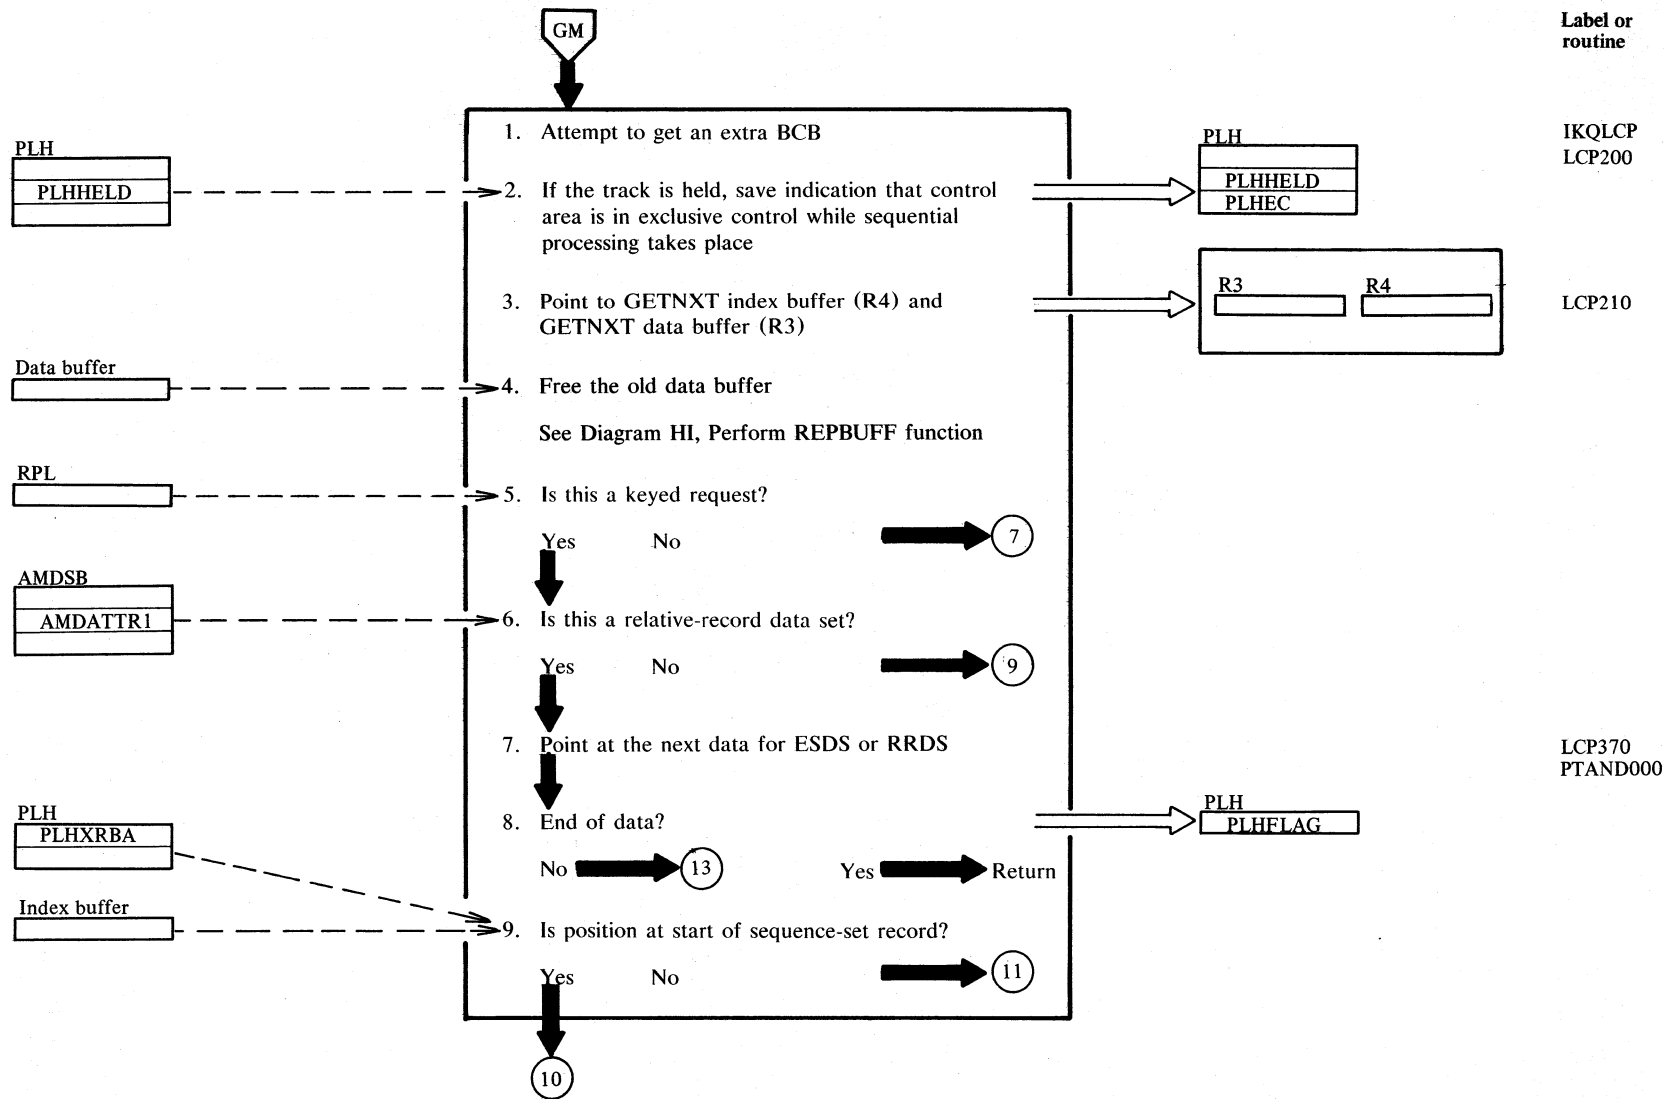 Label or
routine
GM
1. Attempt to get an extra BCB
IKQLCP
LCP200
PLH
PLHHELD
2. If the track is held, save indication that control
area is in exclusive control while sequential
processing takes place
PLH
PLHHELD
PLHEC
3. Point to GETNXT index buffer (R4) and
GETNXT data buffer (R3)
R3
R4
LCP210
Data buffer
4. Free the old data buffer
See Diagram HI, Perform REPBUFF function
RPL
5. Is this a keyed request?
Yes No 7
AMDSB
AMDATTR1
6. Is this a relative-record data set?
Yes No 9
7. Point at the next data for ESDS or RRDS
LCP370
PTAND000
8. End of data?
PLH
PLHFLAG
No 13 Yes Return
PLH
PLHXRBA
Index buffer
9. Is position at start of sequence-set record?
Yes No 11
10